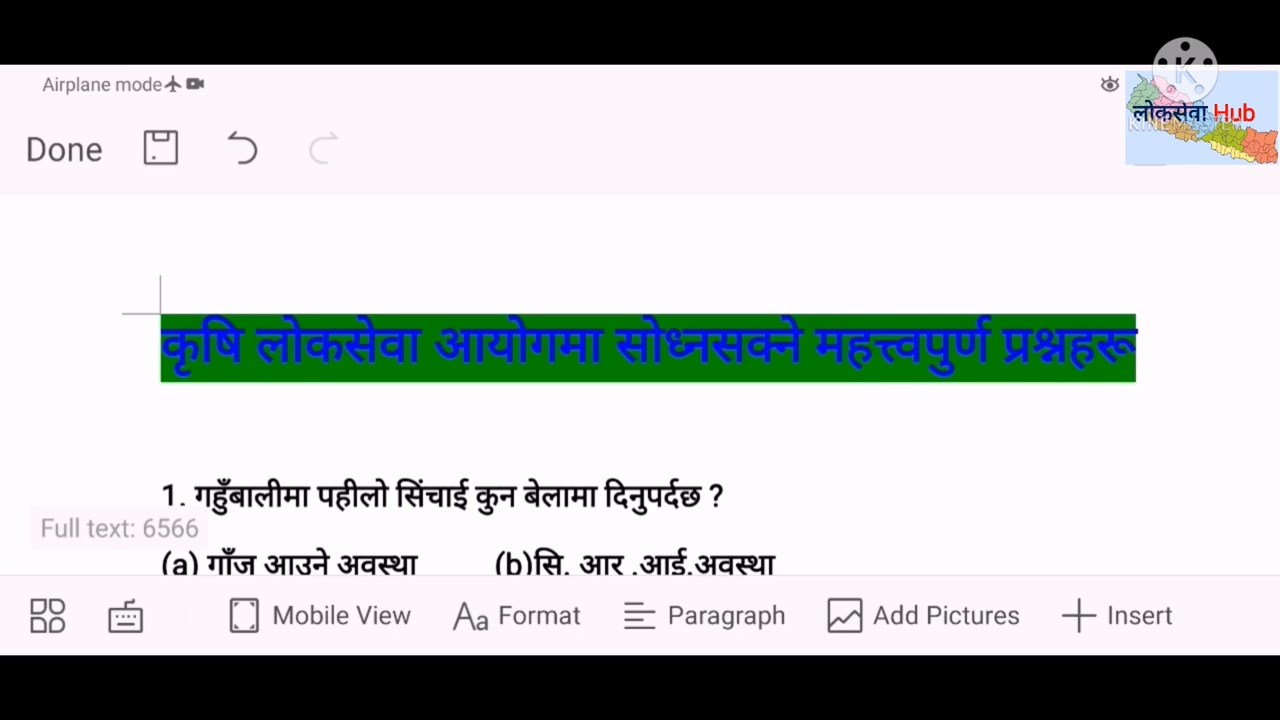 Airplane mode
Done
लोकसेवा Hub
KINEMASTER
कृषि लोकसेवा आयोगमा सोध्नसक्ने महत्त्वपुर्ण प्रश्नहरू
1. गहुँबालीमा पहीलो सिंचाई कुन बेलामा दिनुपर्दछ ?
Full text: 6566
(a) गाँज आउने अवस्था (b)सि. आर .आई.अवस्था
Mobile View Format Paragraph Add Pictures Insert